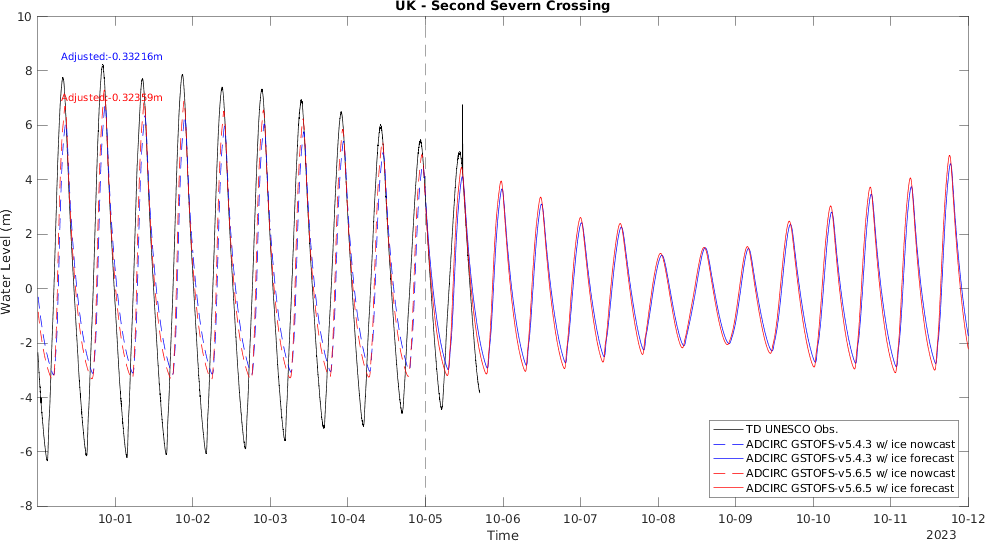 UK - Second Severn Crossing
10
8
6
4
2
0
-2
-4
-6
-8
Water Level (m)
Adjusted:-0.33216m
Adjusted:-0.32359m
TD UNESCO Obs.
ADCIRC GSTOFS-v5.4.3 w/ ice nowcast
ADCIRC GSTOFS-v5.4.3 w/ ice forecast
ADCIRC GSTOFS-v5.6.5 w/ ice nowcast
ADCIRC GSTOFS-v5.6.5 w/ ice forecast
10-01 10-02 10-03 10-04 10-05 10-06 10-07 10-08 10-09 10-10 10-11 10-12
Time
2023